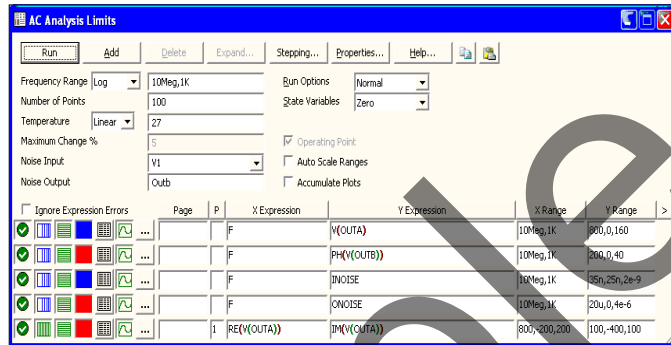 AC Analysis Limits
Run Add Delete Expand... Stepping... Properties... Help...
Frequency Range Log 10Meg,1K Run Options Normal
Number of Points 100 State Variables Zero
Temperature Linear 27
Maximum Change % 5 Operating Point
Noise Input V1 Auto Scale Ranges
Noise Output Outb Accumulate Plots
Ignore Expression Errors Page P X Expression Y Expression X Range Y Range >
... F V(OUTA) 10Meg,1K 800,0,160
... F PH(V(OUTB)) 10Meg,1K 200,0,40
... F INOISE 10Meg,1K 35n,25n,2e-9
... F ONOISE 10Meg,1K 20u,0,4e-6
... 1 RE(V(OUTA)) IM(V(OUTA)) 800,-200,200 100,-400,100